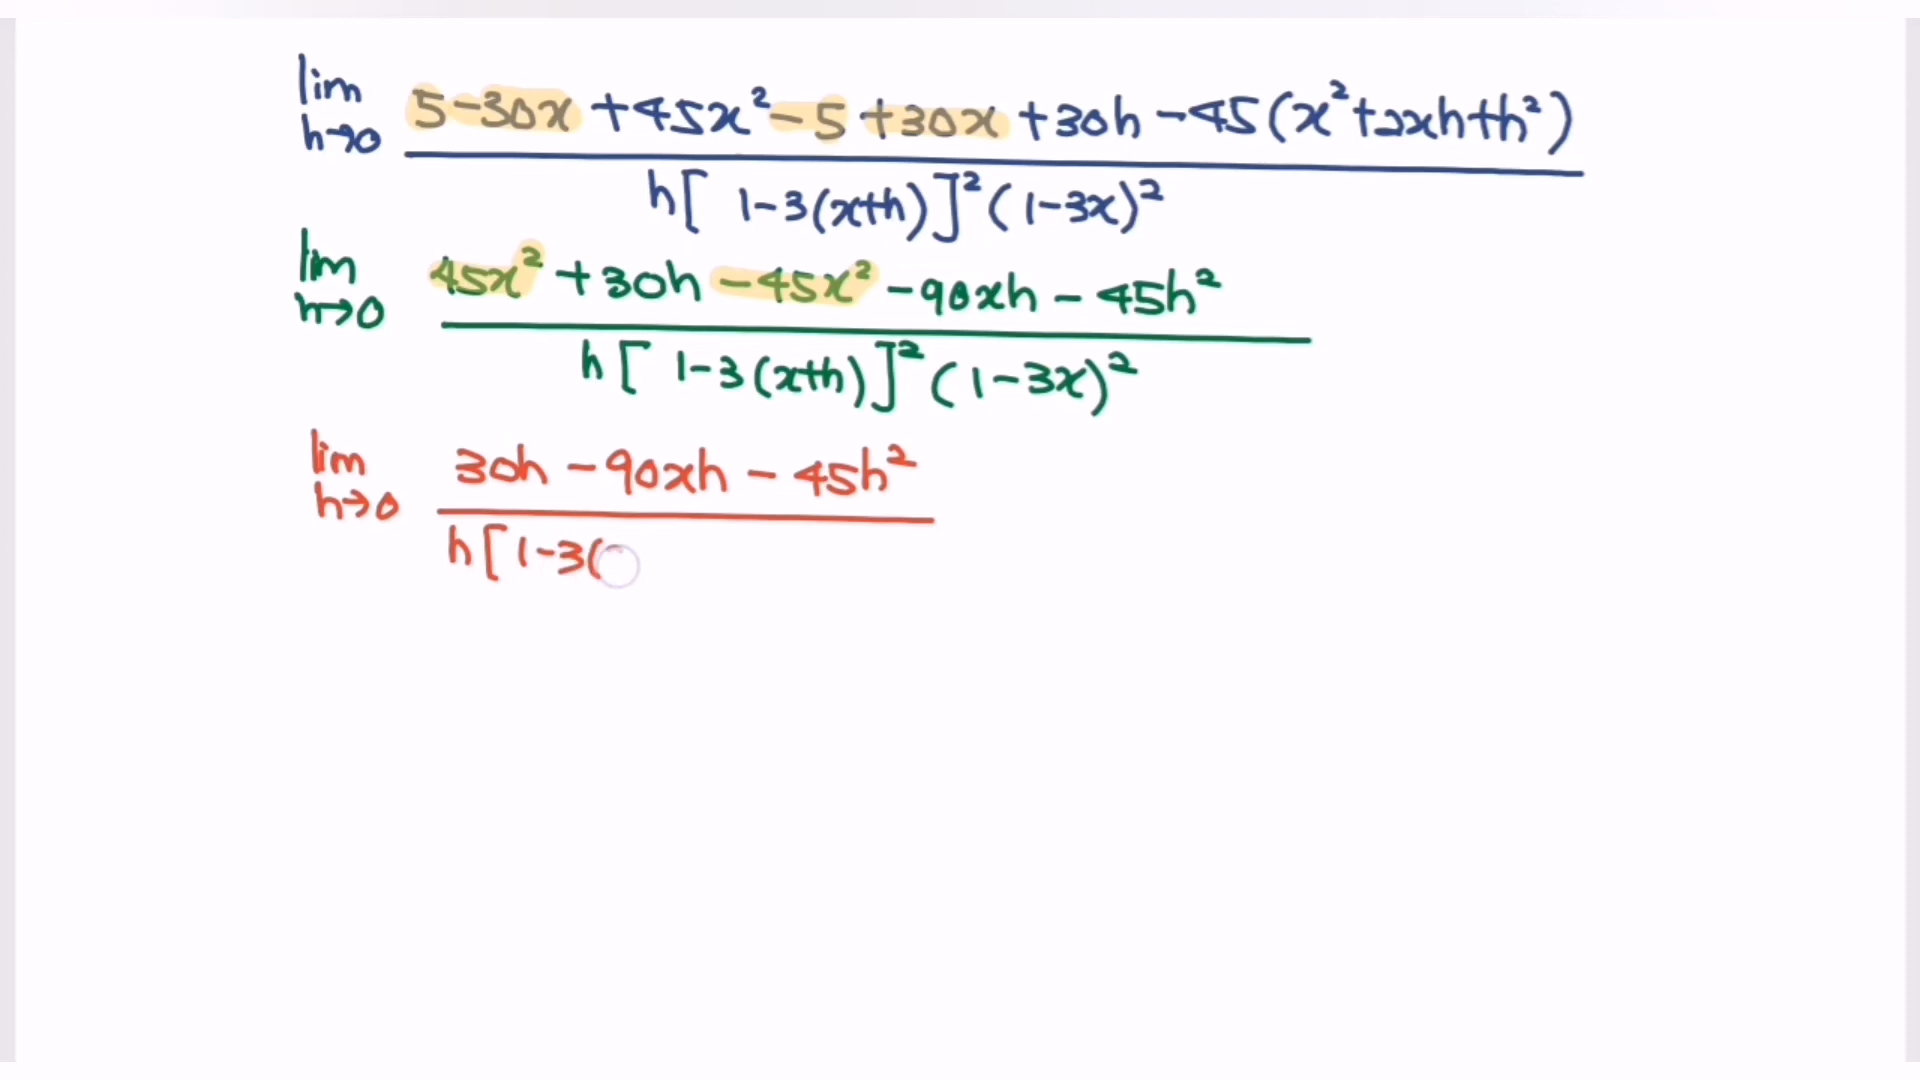 lim h→0 5-30x+45x²-5+30x+30h-45(x²+2xh+h²)
h[1-3(x+h)]²(1-3x)²
lim h→0 45x²+30h-45x²-90xh-45h²
h[1-3(x+h)]²(1-3x)²
lim h→0 30h-90xh-45h²
h[1-3(